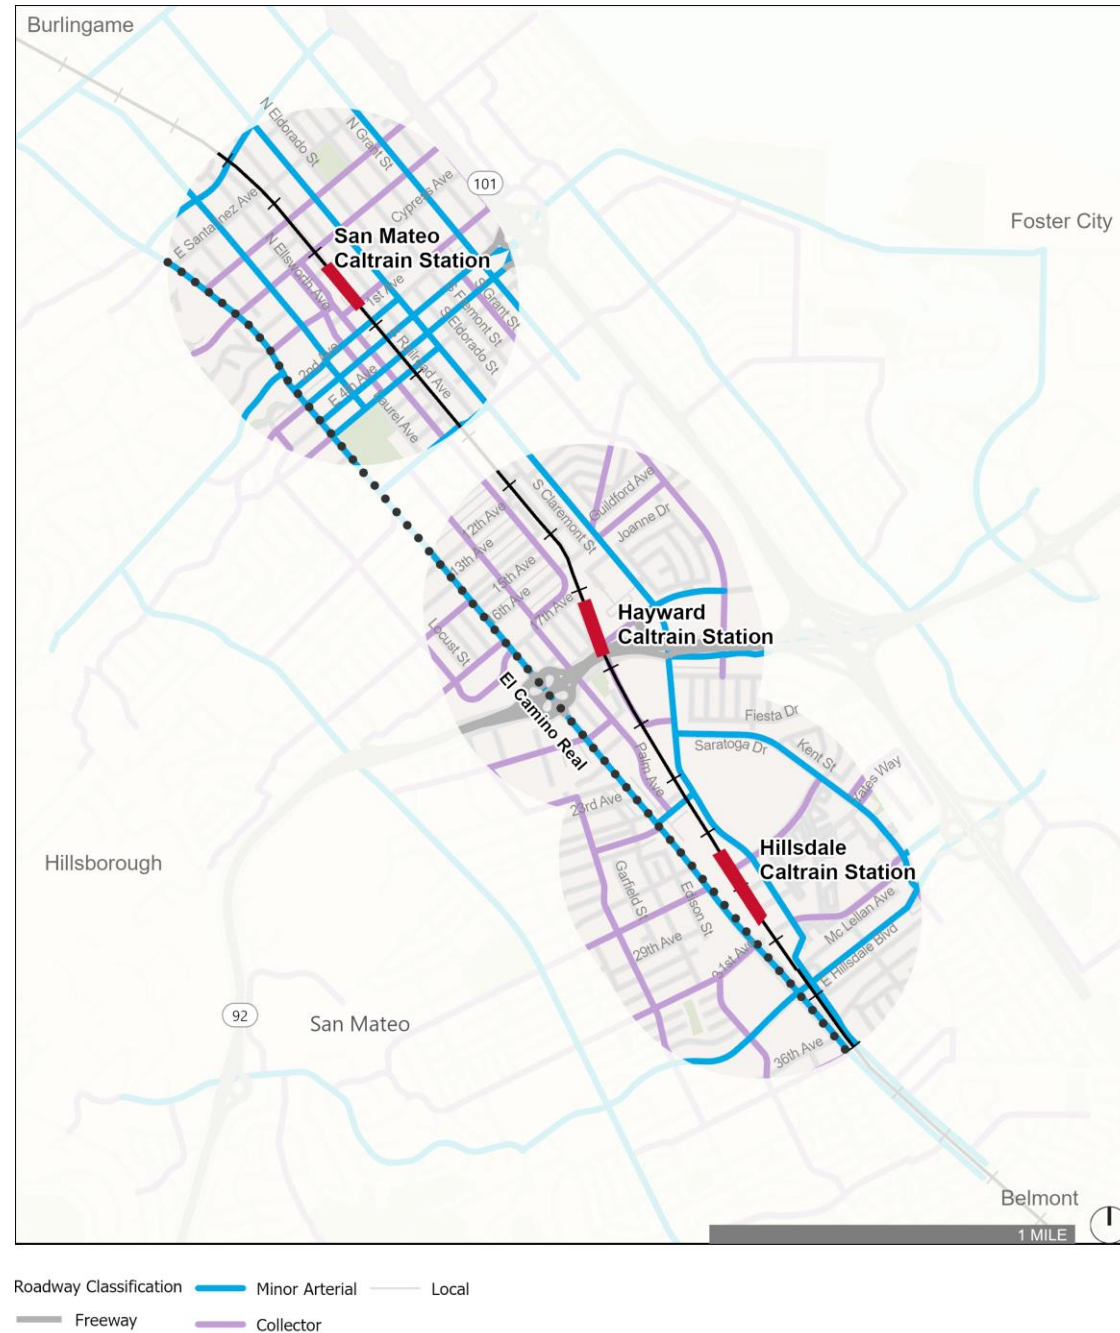 Burlingame
N Eldorado St
N Grant St
101
Cypress Ave
E Santa Inez Ave
Foster City
San Mateo
Caltrain Station
N Ellsworth Ave
1st Ave
S Grant St
S Fremont St
S Eldorado St
2nd Ave
Railroad Ave
E 4th Ave
Laurel Ave
S Claremont St
Guildford Ave
Joanne Dr
12th Ave
13th Ave
15th Ave
16th Ave
17th Ave
Locust St
Hayward
Caltrain Station
El Camino Real
Fiesta Dr
Saratoga Dr
Kent St
Yates Way
Palm Ave
23rd Ave
Hillsdale
Caltrain Station
Hillsborough
Garfield St
Edison St
Mc Lellan Ave
29th Ave
31st Ave
E Hillsdale Blvd
92
San Mateo
36th Ave
Belmont
1 MILE
Roadway Classification
Minor Arterial
Local
Freeway
Collector